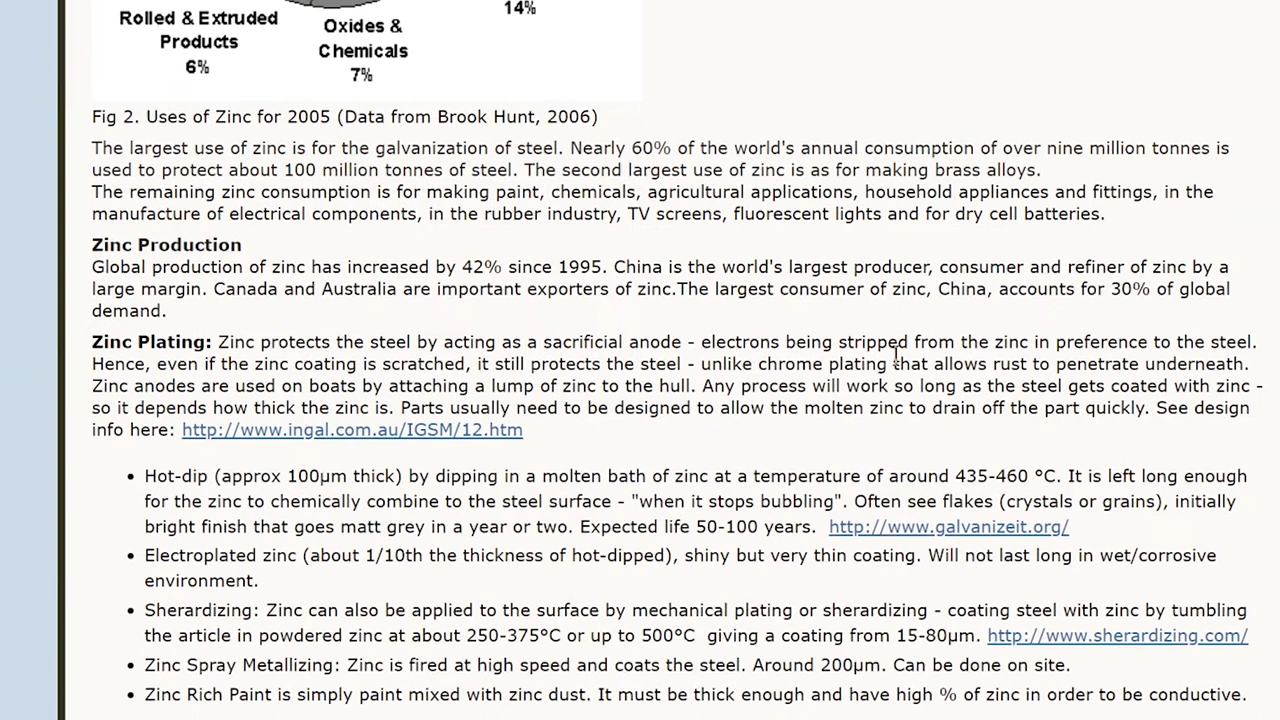 Rolled & Extruded
Products
6%
Oxides &
Chemicals
7%
14%
Fig 2. Uses of Zinc for 2005 (Data from Brook Hunt, 2006)
The largest use of zinc is for the galvanization of steel. Nearly 60% of the world's annual consumption of over nine million tonnes is
used to protect about 100 million tonnes of steel. The second largest use of zinc is as for making brass alloys.
The remaining zinc consumption is for making paint, chemicals, agricultural applications, household appliances and fittings, in the
manufacture of electrical components, in the rubber industry, TV screens, fluorescent lights and for dry cell batteries.
Zinc Production
Global production of zinc has increased by 42% since 1995. China is the world's largest producer, consumer and refiner of zinc by a
large margin. Canada and Australia are important exporters of zinc.The largest consumer of zinc, China, accounts for 30% of global
demand.
Zinc Plating: Zinc protects the steel by acting as a sacrificial anode - electrons being stripped from the zinc in preference to the steel.
Hence, even if the zinc coating is scratched, it still protects the steel - unlike chrome plating that allows rust to penetrate underneath.
Zinc anodes are used on boats by attaching a lump of zinc to the hull. Any process will work so long as the steel gets coated with zinc -
so it depends how thick the zinc is. Parts usually need to be designed to allow the molten zinc to drain off the part quickly. See design
info here: http://www.ingal.com.au/IGSM/12.htm
• Hot-dip (approx 100µm thick) by dipping in a molten bath of zinc at a temperature of around 435-460 °C. It is left long enough
for the zinc to chemically combine to the steel surface - "when it stops bubbling". Often see flakes (crystals or grains), initially
bright finish that goes matt grey in a year or two. Expected life 50-100 years. http://www.galvanizeit.org/
• Electroplated zinc (about 1/10th the thickness of hot-dipped), shiny but very thin coating. Will not last long in wet/corrosive
environment.
• Sherardizing: Zinc can also be applied to the surface by mechanical plating or sherardizing - coating steel with zinc by tumbling
the article in powdered zinc at about 250-375°C or up to 500°C giving a coating from 15-80µm. http://www.sherardizing.com/
• Zinc Spray Metallizing: Zinc is fired at high speed and coats the steel. Around 200µm. Can be done on site.
• Zinc Rich Paint is simply paint mixed with zinc dust. It must be thick enough and have high % of zinc in order to be conductive.